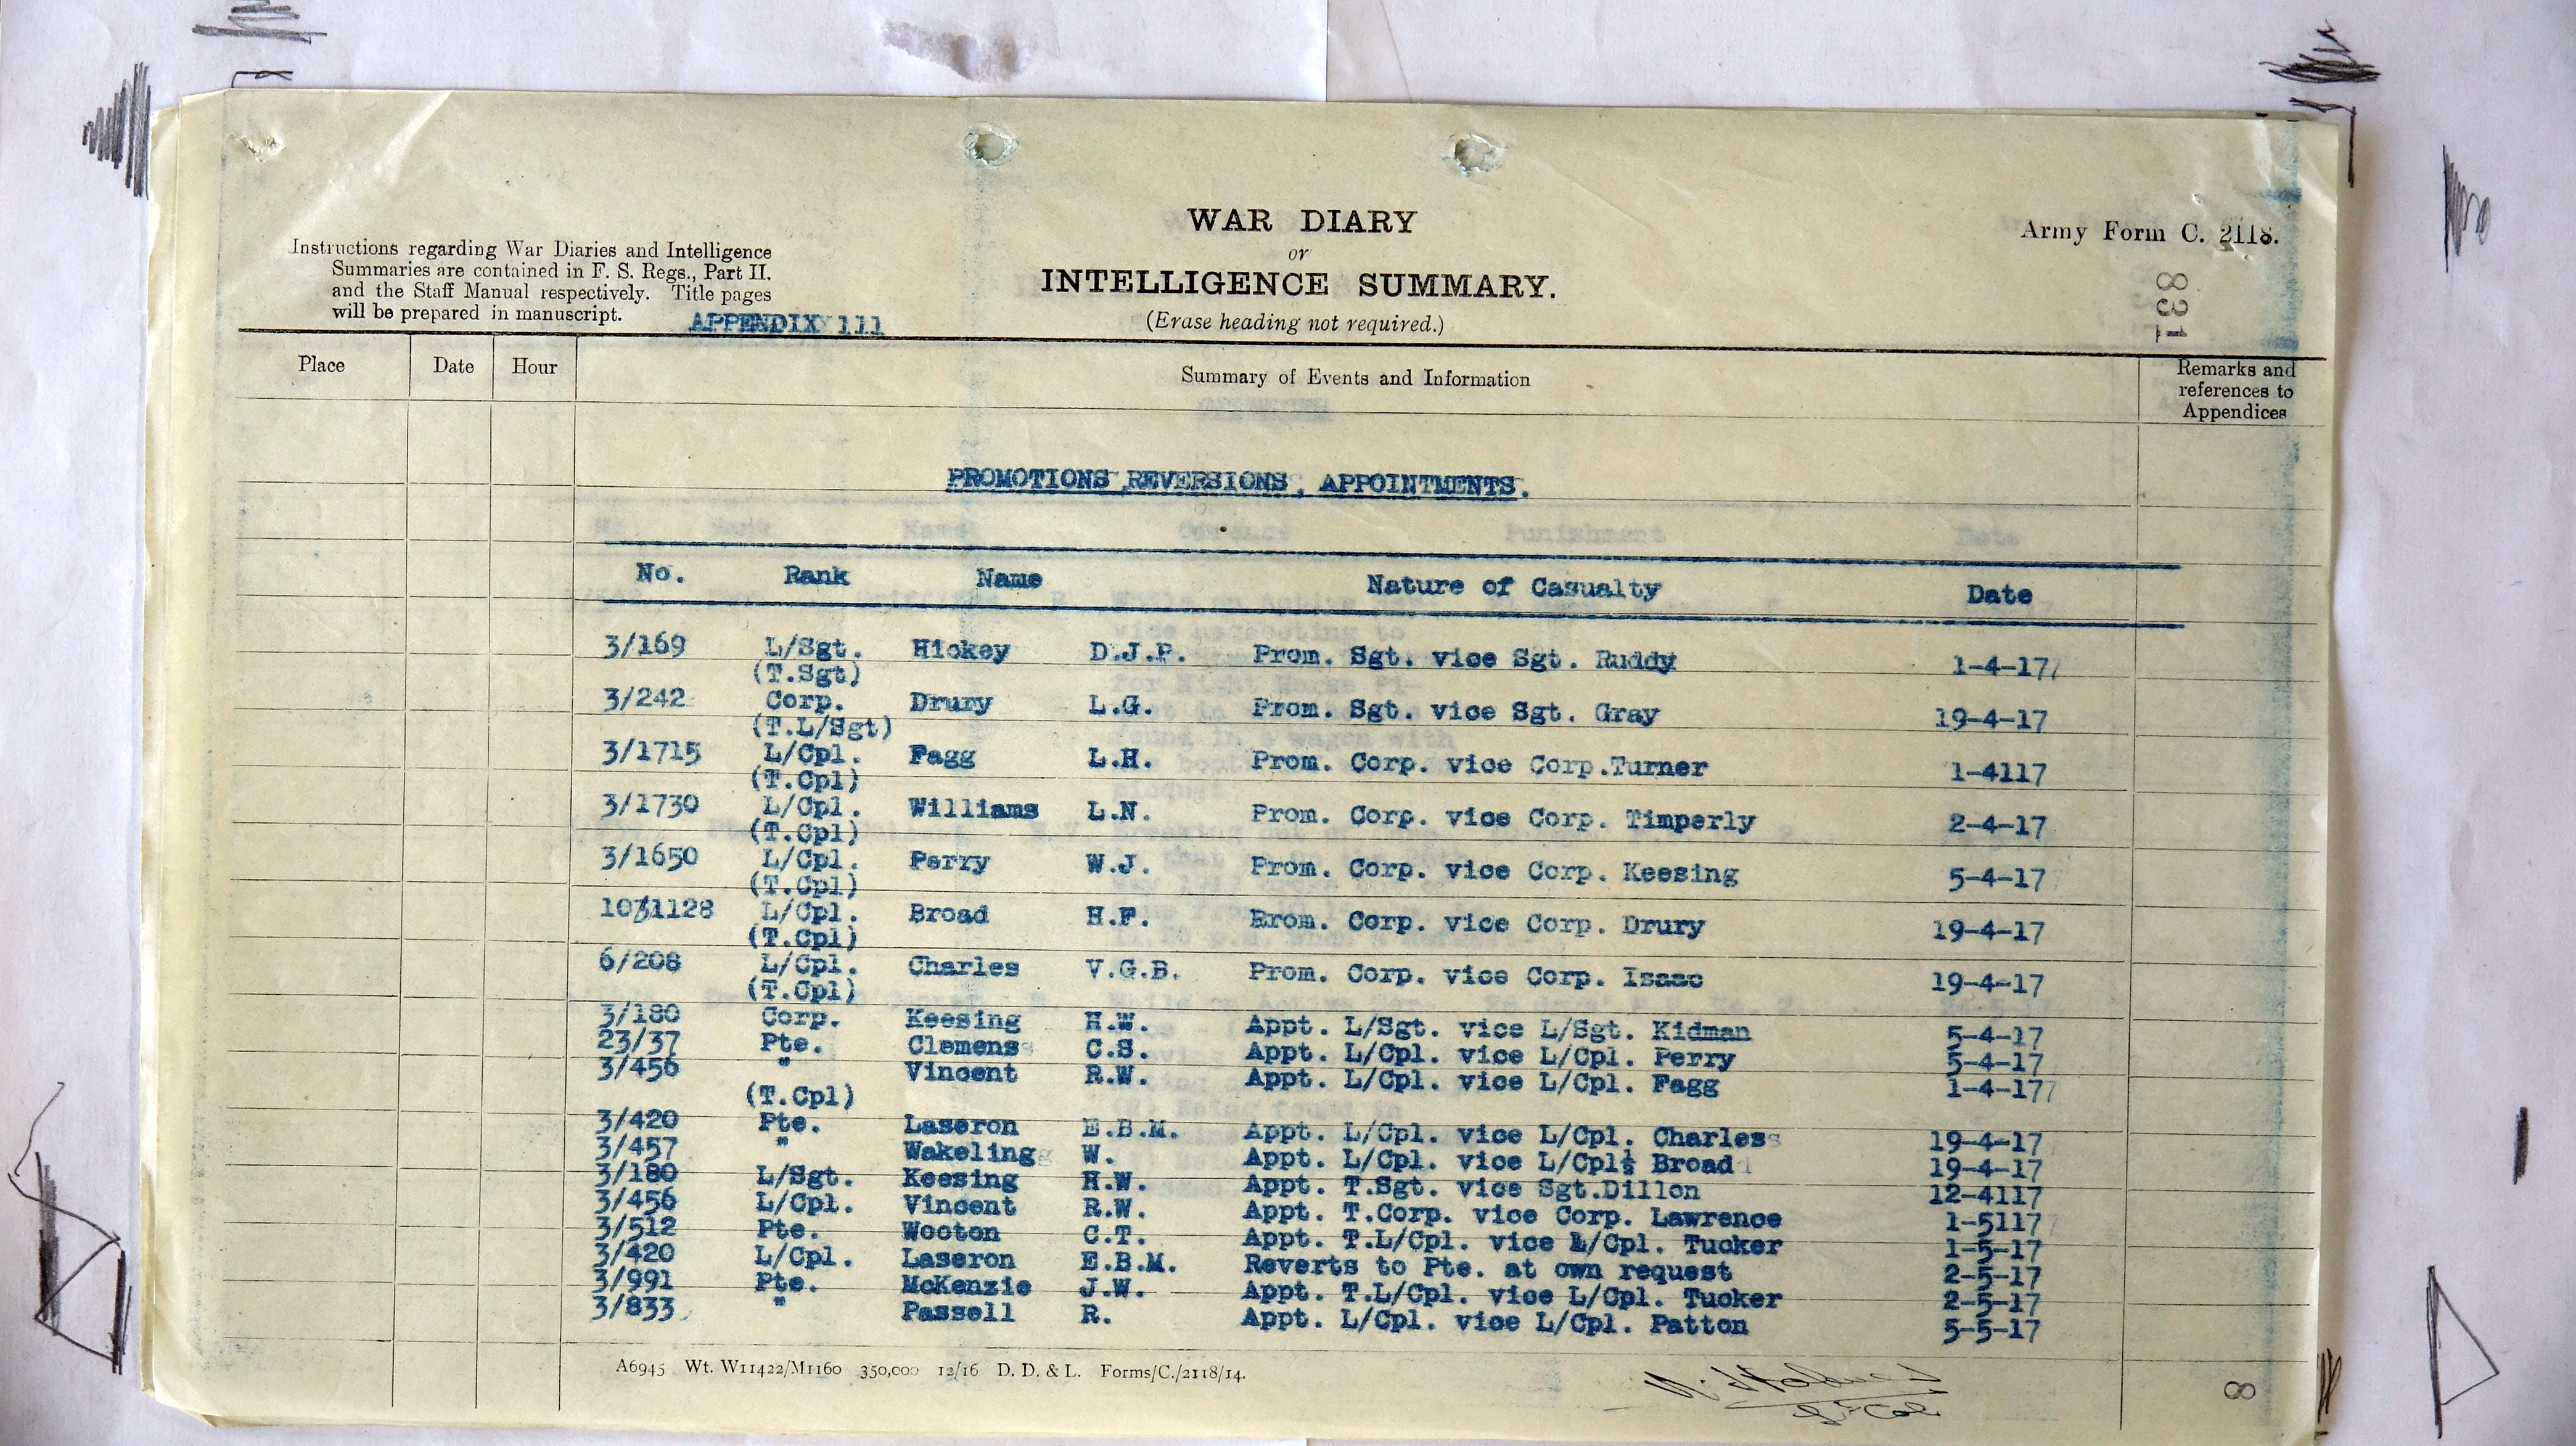 WAR DIARY
or
INTELLIGENCE SUMMARY.
(Erase heading not required.)
Army Form C. 2118.
831
Instructions regarding War Diaries and Intelligence
Summaries are contained in F. S. Regs., Part II.
and the Staff Manual respectively. Title pages
will be prepared in manuscript.
APPENDIX 111
Place Date Hour Summary of Events and Information Remarks and
references to
Appendices
PROMOTIONS,REVERSIONS, APPOINTMENTS.
No. Rank Name Nature of Casualty Date
3/169 L/Sgt. Hickey D.J.P. Prom. Sgt. vice Sgt. Ruddy 1-4-17
(T.Sgt)
3/242 Corp. Drury L.G. Prom. Sgt. vice Sgt. Gray 19-4-17
(T.L/Sgt)
3/1715 L/Cpl. Fagg L.H. Prom. Corp. vice Corp.Turner 1-4117
(T.Cpl)
3/1730 L/Cpl. Williams L.N. Prom. Corp. vice Corp. Timperly 2-4-17
(T.Cpl)
3/1650 L/Cpl. Perry W.J. Prom. Corp. vice Corp. Keesing 5-4-17
(T.Cpl)
L/Cpl. Broad H.F. Rrom. Corp. vice Corp. Drury 19-4-17
(T.Cpl)
6/208 L/Cpl. Charles V.G.B. Prom. Corp. vice Corp. Isaac 19-4-17
(T.Cpl)
3/180 Corp. Keesing H.W. Appt. L/Sgt. vice L/Sgt. Kidman 5-4-17
23/37 Pte. Clemens C.S. Appt. L/Cpl. vice L/Cpl. Perry 5-4-17
3/456 " Vincent R.W. Appt. L/Cpl. vice L/Cpl. Fagg 1-4-17
(T.Cpl)
3/420 Pte. Laseron E.B.M. Appt. L/Cpl. vice L/Cpl. Charles 19-4-17
3/457 " Wakeling W. Appt. L/Cpl. vice L/Cpl. Broad 19-4-17
3/180 L/Sgt. Keesing H.W. Appt. T.Sgt. vice Sgt.Dillon 12-4117
3/456 L/Cpl. Vincent R.W. Appt. T.Corp. vice Corp. Lawrence 1-5117
3/512 Pte. Wooton C.T. Appt. T.L/Cpl. vice L/Cpl. Tucker 1-5-17
3/420 L/Cpl. Laseron E.B.M. Reverts to Pte. at own request 2-5-17
3/991 Pte. McKenzie J.W. Appt. T.L/Cpl. vice L/Cpl. Tucker 2-5-17
3/833 " Passell R. Appt. L/Cpl. vice L/Cpl. Patton 5-5-17
A6945 Wt. W11422/M1160 350,000 12/16 D. D. & L. Forms/C./2118/14.
Lt Col
8